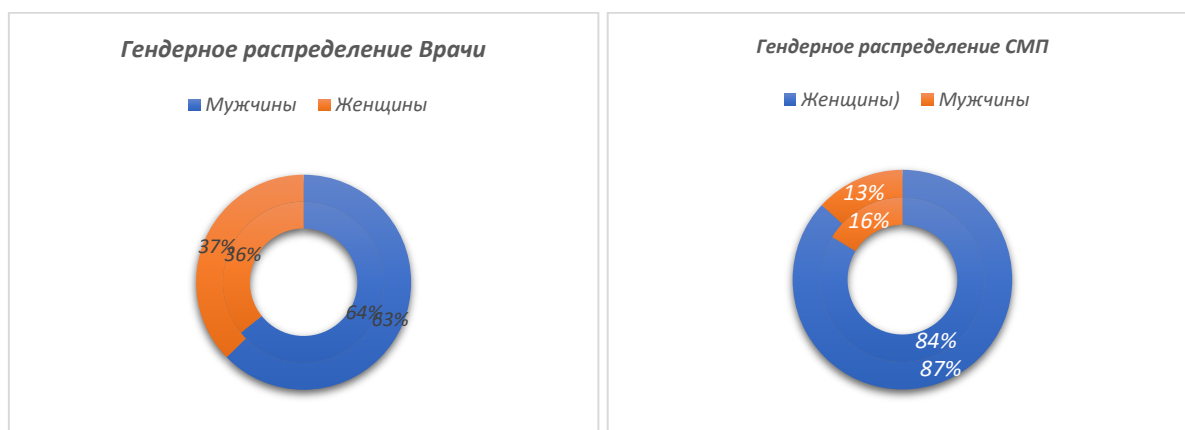 Гендерное распределение Врачи
Мужчины Женщины
37% 36%
64% 63%
Гендерное распределение СМП
Женщины) Мужчины
13%
16%
84%
87%